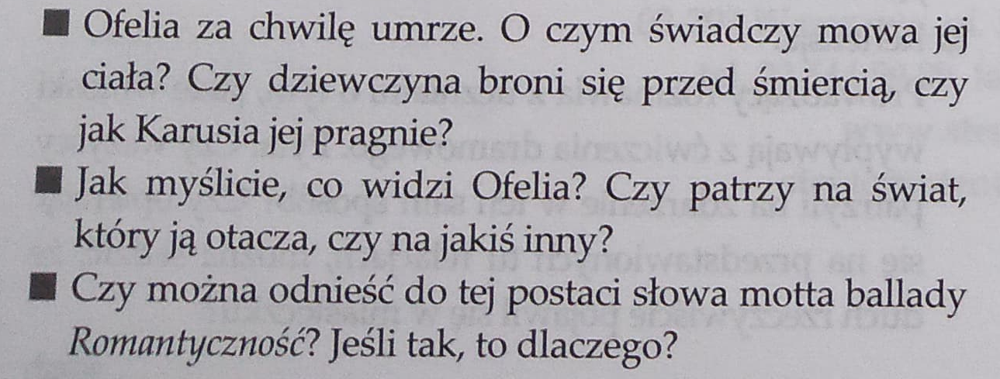 ■ Ofelia za chwilę umrze. O czym świadczy mowa jej
ciała? Czy dziewczyna broni się przed śmiercią, czy
jak Karusia jej pragnie?
■ Jak myślicie, co widzi Ofelia? Czy patrzy na świat,
który ją otacza, czy na jakiś inny?
■ Czy można odnieść do tej postaci słowa motta ballady
Romantyczność? Jeśli tak, to dlaczego?